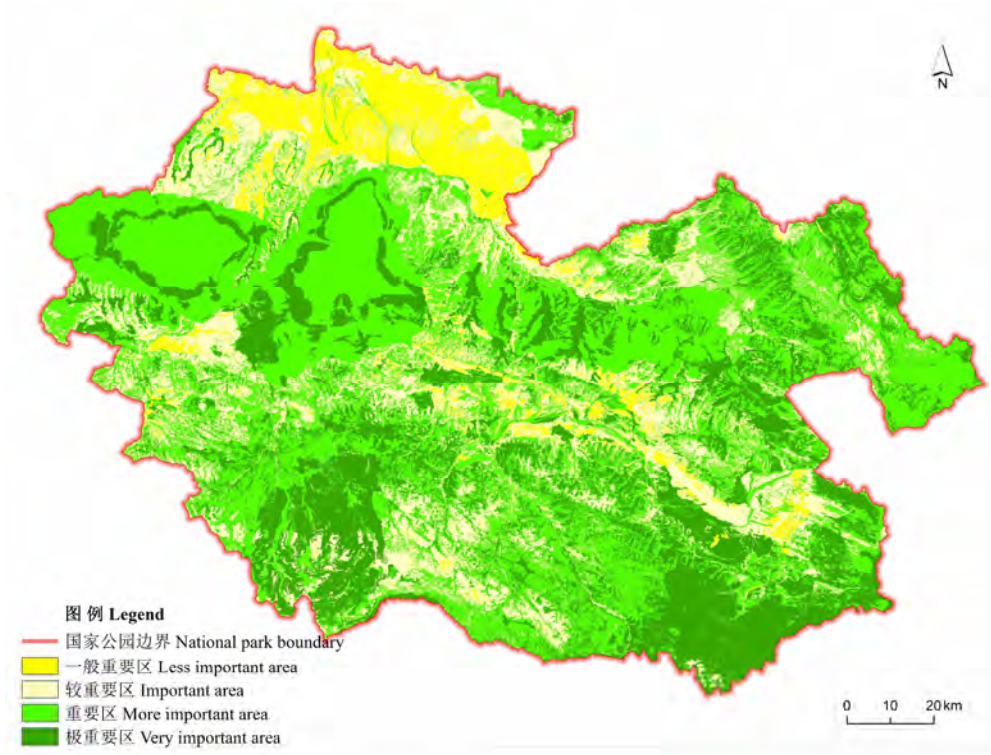 N
图 例 Legend
国家公园边界 National park boundary
一般重要区 Less important area
较重要区 Important area
重要区 More important area
极重要区 Very important area
0 10 20 km